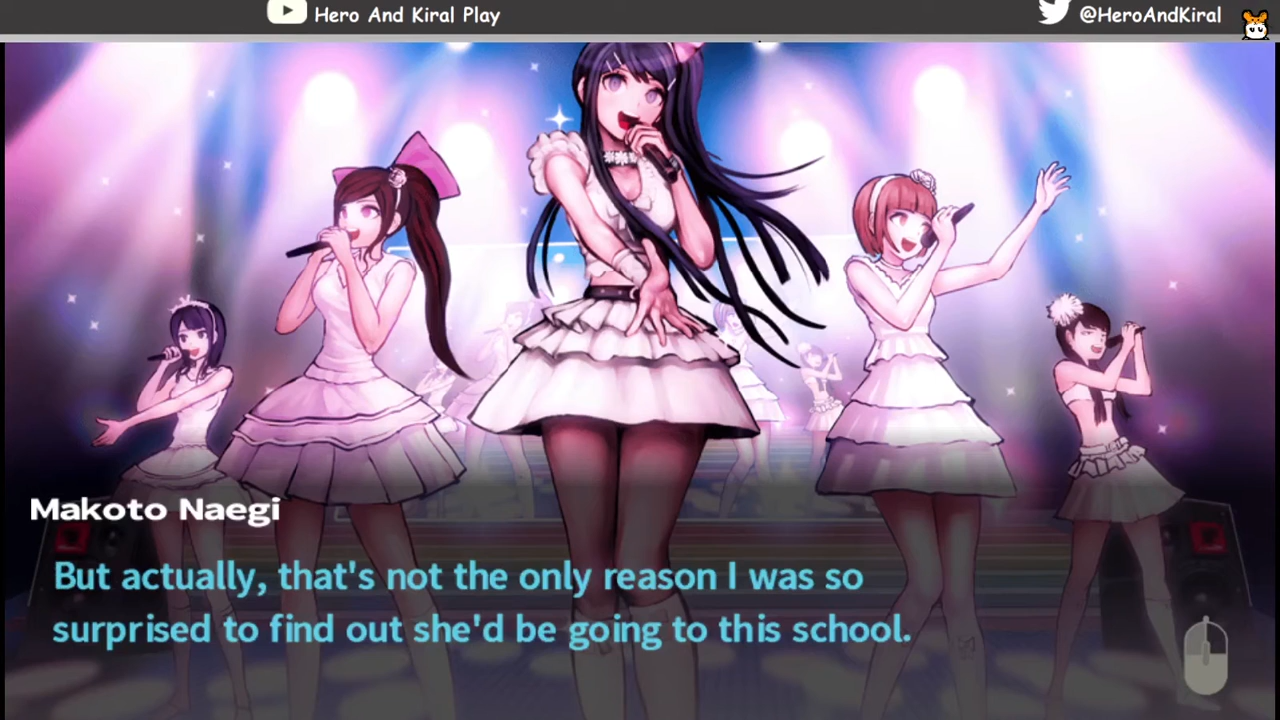 Hero And Kiral Play
@HeroAndKiral
Makoto Naegi
But actually, that's not the only reason I was so
surprised to find out she'd be going to this school.